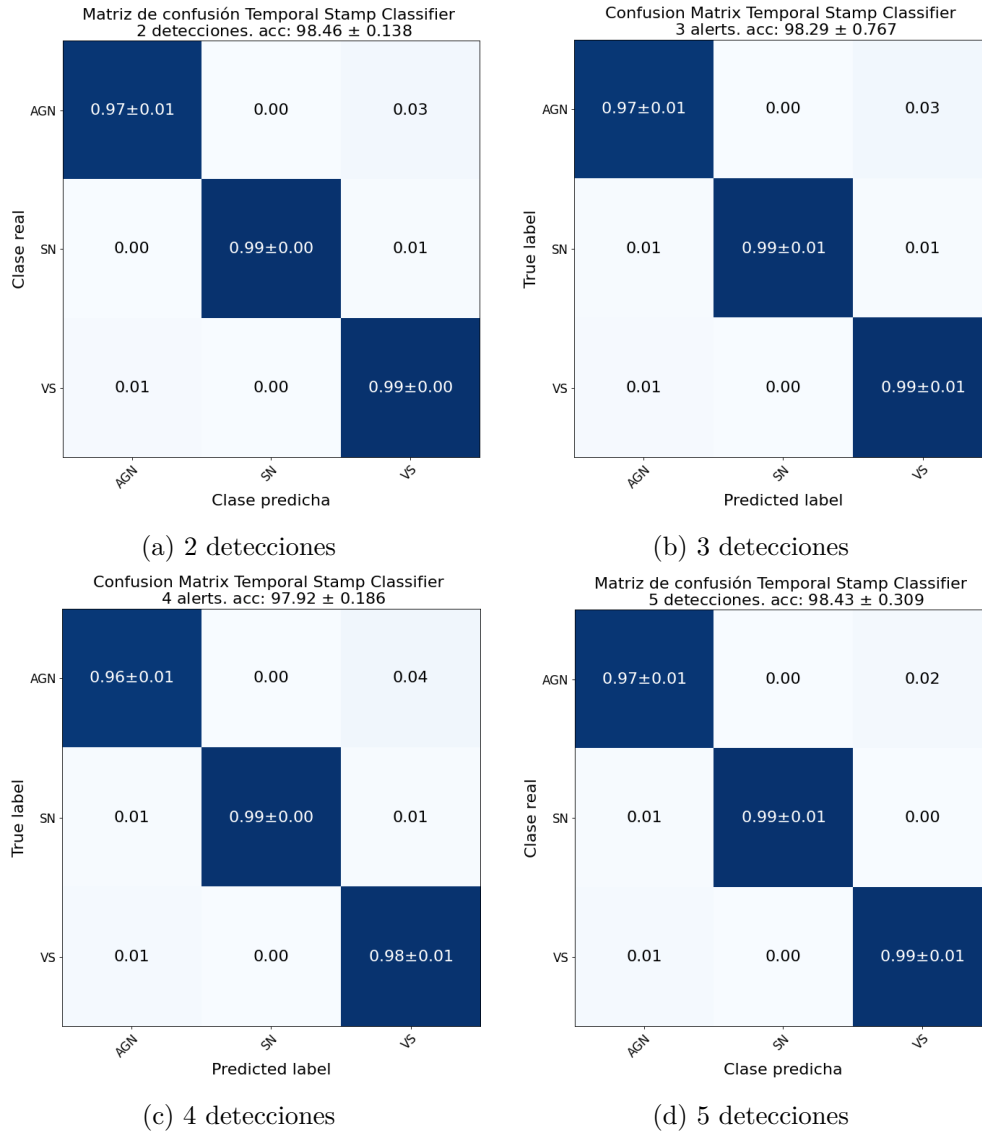 Matriz de confusión Temporal Stamp Classifier
2 detecciones. acc: 98.46 ± 0.138
Clase real
AGN 0.97±0.01 0.00 0.03
SN 0.00 0.99±0.00 0.01
VS 0.01 0.00 0.99±0.00
AGN SN VS
Clase predicha
(a) 2 detecciones
Confusion Matrix Temporal Stamp Classifier
3 alerts. acc: 98.29 ± 0.767
True label
AGN 0.97±0.01 0.00 0.03
SN 0.01 0.99±0.01 0.01
VS 0.01 0.00 0.99±0.01
AGN SN VS
Predicted label
(b) 3 detecciones
Confusion Matrix Temporal Stamp Classifier
4 alerts. acc: 97.92 ± 0.186
True label
AGN 0.96±0.01 0.00 0.04
SN 0.01 0.99±0.00 0.01
VS 0.01 0.00 0.98±0.01
AGN SN VS
Predicted label
(c) 4 detecciones
Matriz de confusión Temporal Stamp Classifier
5 detecciones. acc: 98.43 ± 0.309
Clase real
AGN 0.97±0.01 0.00 0.02
SN 0.01 0.99±0.01 0.00
VS 0.01 0.00 0.99±0.01
AGN SN VS
Clase predicha
(d) 5 detecciones